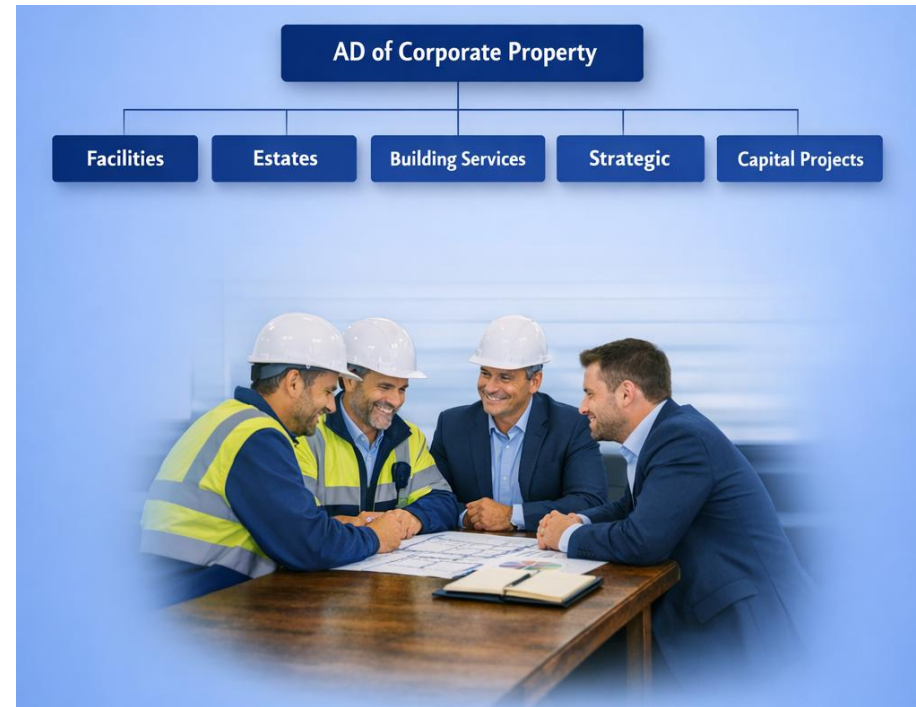 AD of Corporate Property
Facilities
Estates
Building Services
Strategic
Capital Projects